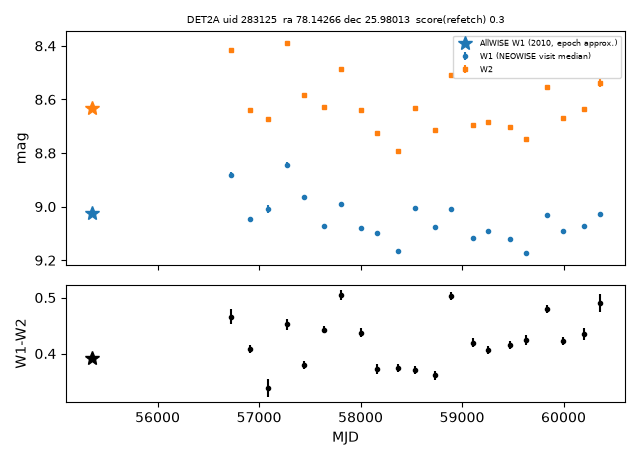 DET2A uid 283125 ra 78.14266 dec 25.98013 score(refetch) 0.3
AllWISE W1 (2010, epoch approx.)
W1 (NEOWISE visit median)
W2
8.4
8.6
8.8
9.0
9.2
mag
0.5
0.4
W1-W2
56000 57000 58000 59000 60000
MJD